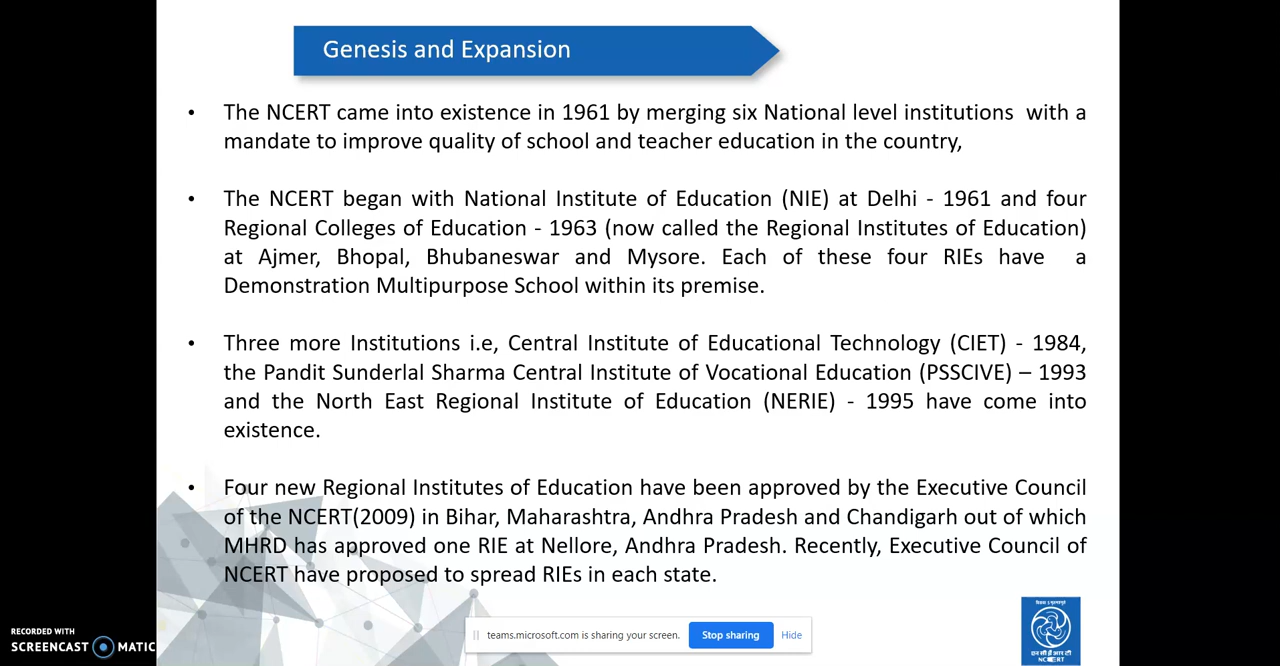 Genesis and Expansion
• The NCERT came into existence in 1961 by merging six National level institutions with a
mandate to improve quality of school and teacher education in the country,
• The NCERT began with National Institute of Education (NIE) at Delhi - 1961 and four
Regional Colleges of Education - 1963 (now called the Regional Institutes of Education)
at Ajmer, Bhopal, Bhubaneswar and Mysore. Each of these four RIEs have a
Demonstration Multipurpose School within its premise.
• Three more Institutions i.e, Central Institute of Educational Technology (CIET) - 1984,
the Pandit Sunderlal Sharma Central Institute of Vocational Education (PSSCIVE) – 1993
and the North East Regional Institute of Education (NERIE) - 1995 have come into
existence.
• Four new Regional Institutes of Education have been approved by the Executive Council
of the NCERT(2009) in Bihar, Maharashtra, Andhra Pradesh and Chandigarh out of which
MHRD has approved one RIE at Nellore, Andhra Pradesh. Recently, Executive Council of
NCERT have proposed to spread RIEs in each state.
teams.microsoft.com is sharing your screen. Stop sharing Hide
RECORDED WITH
SCREENCAST MATIC
एन सी ई आर टी
NCERT